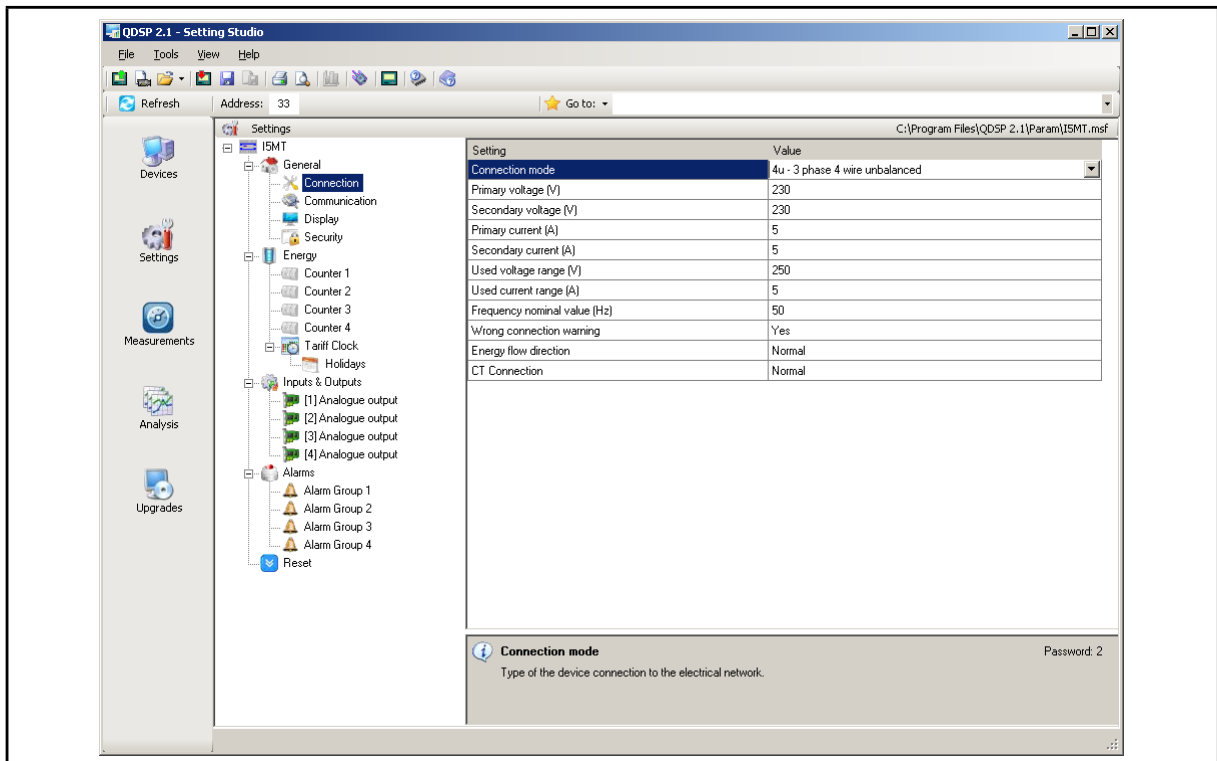 QDSP 2.1 - Setting Studio
File Tools View Help
Refresh Address: 33 Go to:
Settings C:\Program Files\QDSP 2.1\Param\I5MT.msf
Devices
Settings
Measurements
Analysis
Upgrades
I5MT
General
Connection
Communication
Display
Security
Energy
Counter 1
Counter 2
Counter 3
Counter 4
Tariff Clock
Holidays
Inputs & Outputs
[1] Analogue output
[2] Analogue output
[3] Analogue output
[4] Analogue output
Alarms
Alarm Group 1
Alarm Group 2
Alarm Group 3
Alarm Group 4
Reset
Setting Value
Connection mode 4u - 3 phase 4 wire unbalanced
Primary voltage (V) 230
Secondary voltage (V) 230
Primary current (A) 5
Secondary current (A) 5
Used voltage range (V) 250
Used current range (A) 5
Frequency nominal value (Hz) 50
Wrong connection warning Yes
Energy flow direction Normal
CT Connection Normal
Connection mode Password: 2
Type of the device connection to the electrical network.